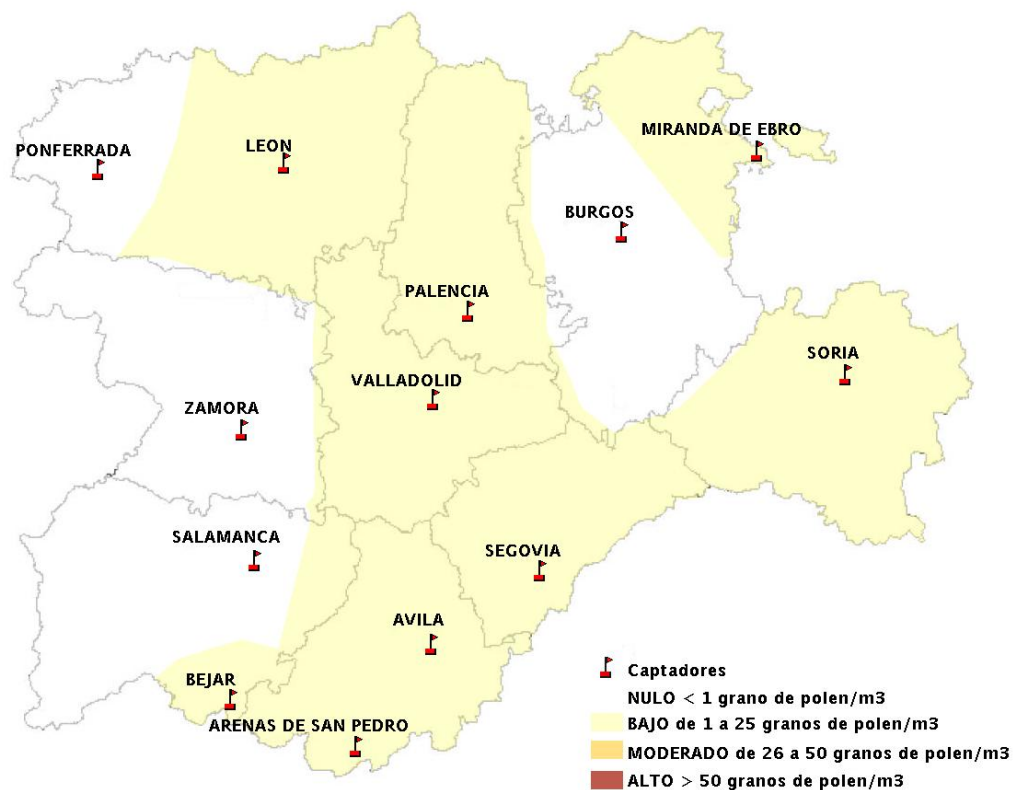 MIRANDA DE EBRO
PONFERRADA
LEON
BURGOS
PALENCIA
SORIA
VALLADOLID
ZAMORA
SALAMANCA
SEGOVIA
AVILA
BEJAR
ARENAS DE SAN PEDRO
Captadores
NULO < 1 grano de polen/m3
BAJO de 1 a 25 granos de polen/m3
MODERADO de 26 a 50 granos de polen/m3
ALTO > 50 granos de polen/m3